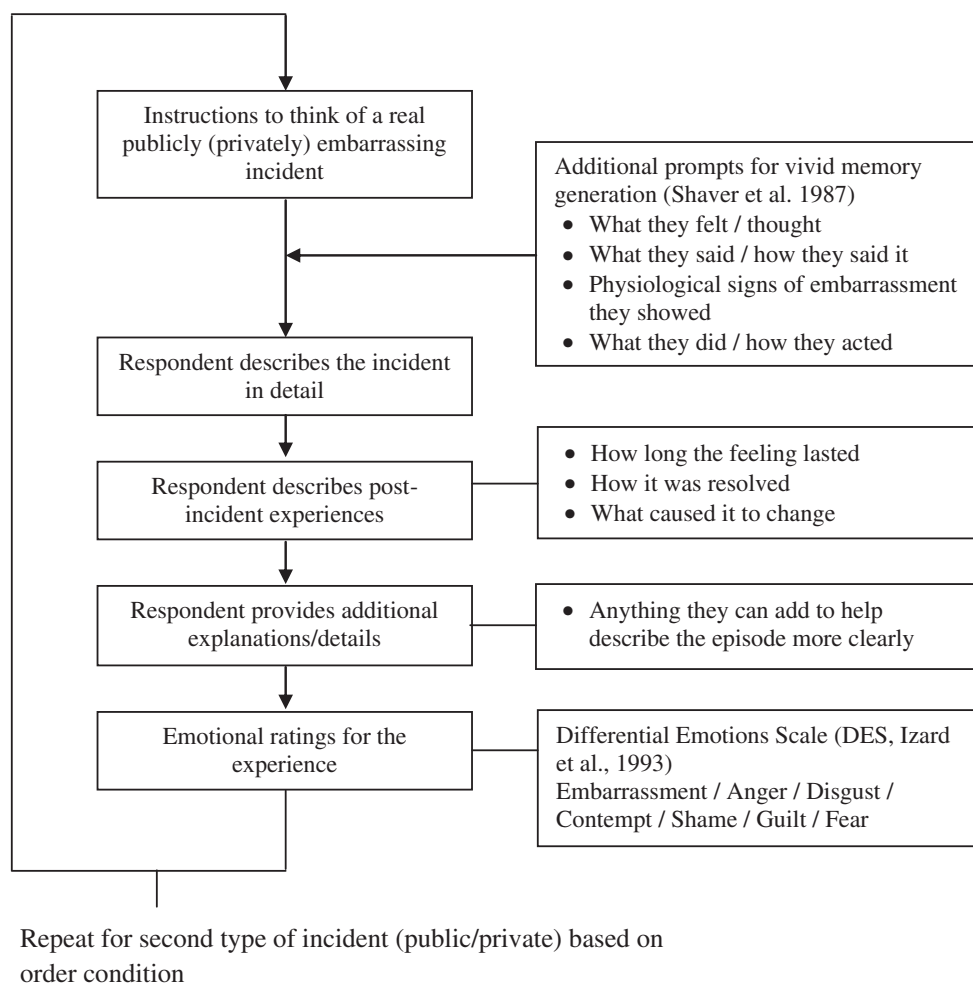 Instructions to think of a real
publicly (privately) embarrassing
incident
Additional prompts for vivid memory
generation (Shaver et al. 1987)
• What they felt / thought
• What they said / how they said it
• Physiological signs of embarrassment
they showed
• What they did / how they acted
Respondent describes the incident
in detail
Respondent describes post-
incident experiences
• How long the feeling lasted
• How it was resolved
• What caused it to change
Respondent provides additional
explanations/details
• Anything they can add to help
describe the episode more clearly
Emotional ratings for the
experience
Differential Emotions Scale (DES, Izard
et al., 1993)
Embarrassment / Anger / Disgust /
Contempt / Shame / Guilt / Fear
Repeat for second type of incident (public/private) based on
order condition